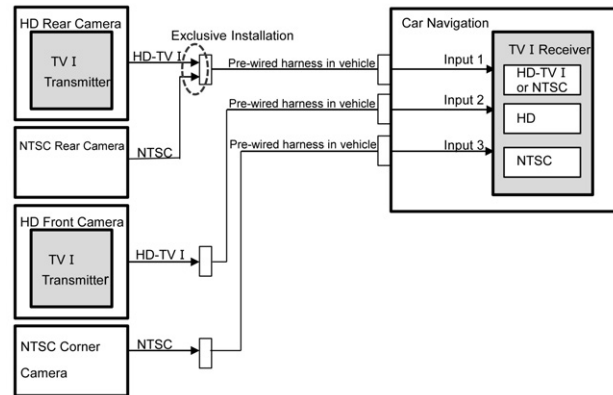 HD Rear Camera
TV I
Transmitter
HD-TV I
Exclusive Installation
NTSC Rear Camera
NTSC
HD Front Camera
TV I
Transmitter
HD-TV I
NTSC Corner
Camera
NTSC
Pre-wired harness in vehicle
Pre-wired harness in vehicle
Pre-wired harness in vehicle
Car Navigation
Input 1
Input 2
Input 3
TV I Receiver
HD-TV I
or NTSC
HD
NTSC